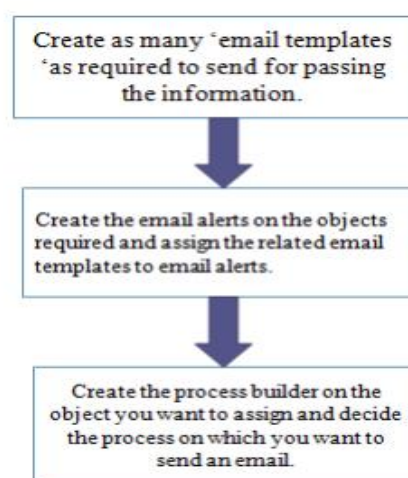 Create as many ‘email templates
‘as required to send for passing
the information.
Create the email alerts on the objects
required and assign the related email
templates to email alerts.
Create the process builder on the
object you want to assign and decide
the process on which you want to
send an email.